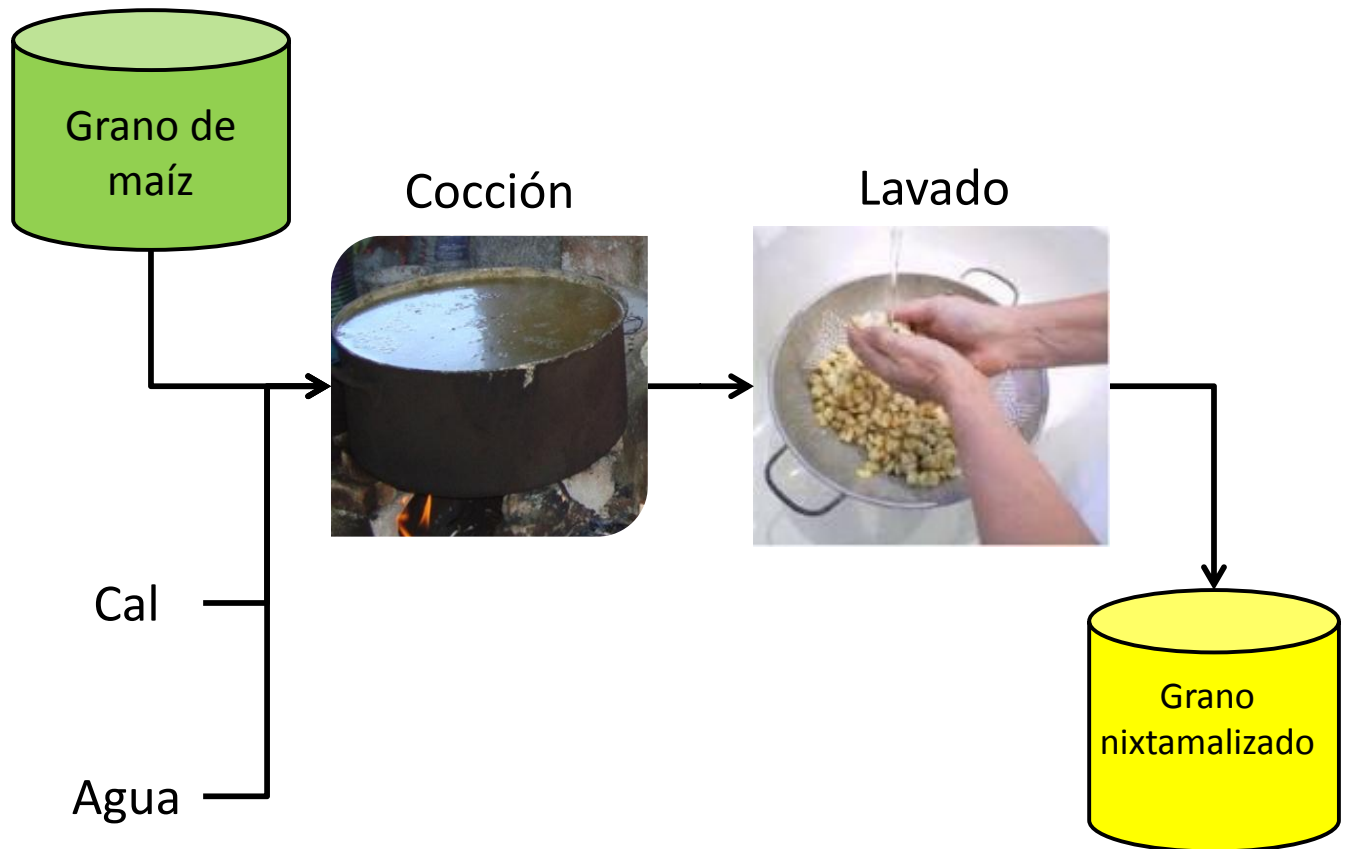 Grano de
maíz
Cocción
Lavado
Cal
Agua
Grano
nixtamalizado